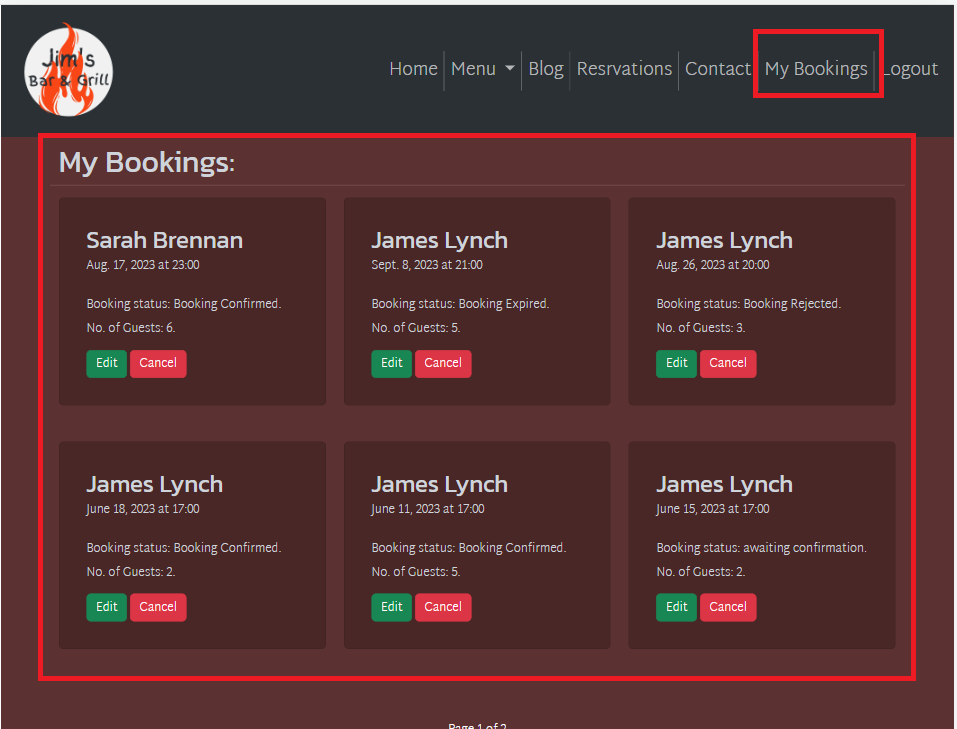 Jim's
Bar & Grill
Home Menu Blog Resrvations Contact My Bookings Logout
My Bookings:
Sarah Brennan
Aug. 17, 2023 at 23:00
Booking status: Booking Confirmed.
No. of Guests: 6.
Edit Cancel
James Lynch
Sept. 8, 2023 at 21:00
Booking status: Booking Expired.
No. of Guests: 5.
Edit Cancel
James Lynch
Aug. 26, 2023 at 20:00
Booking status: Booking Rejected.
No. of Guests: 3.
Edit Cancel
James Lynch
June 18, 2023 at 17:00
Booking status: Booking Confirmed.
No. of Guests: 2.
Edit Cancel
James Lynch
June 11, 2023 at 17:00
Booking status: Booking Confirmed.
No. of Guests: 5.
Edit Cancel
James Lynch
June 15, 2023 at 17:00
Booking status: awaiting confirmation.
No. of Guests: 2.
Edit Cancel
Page 1 of 2